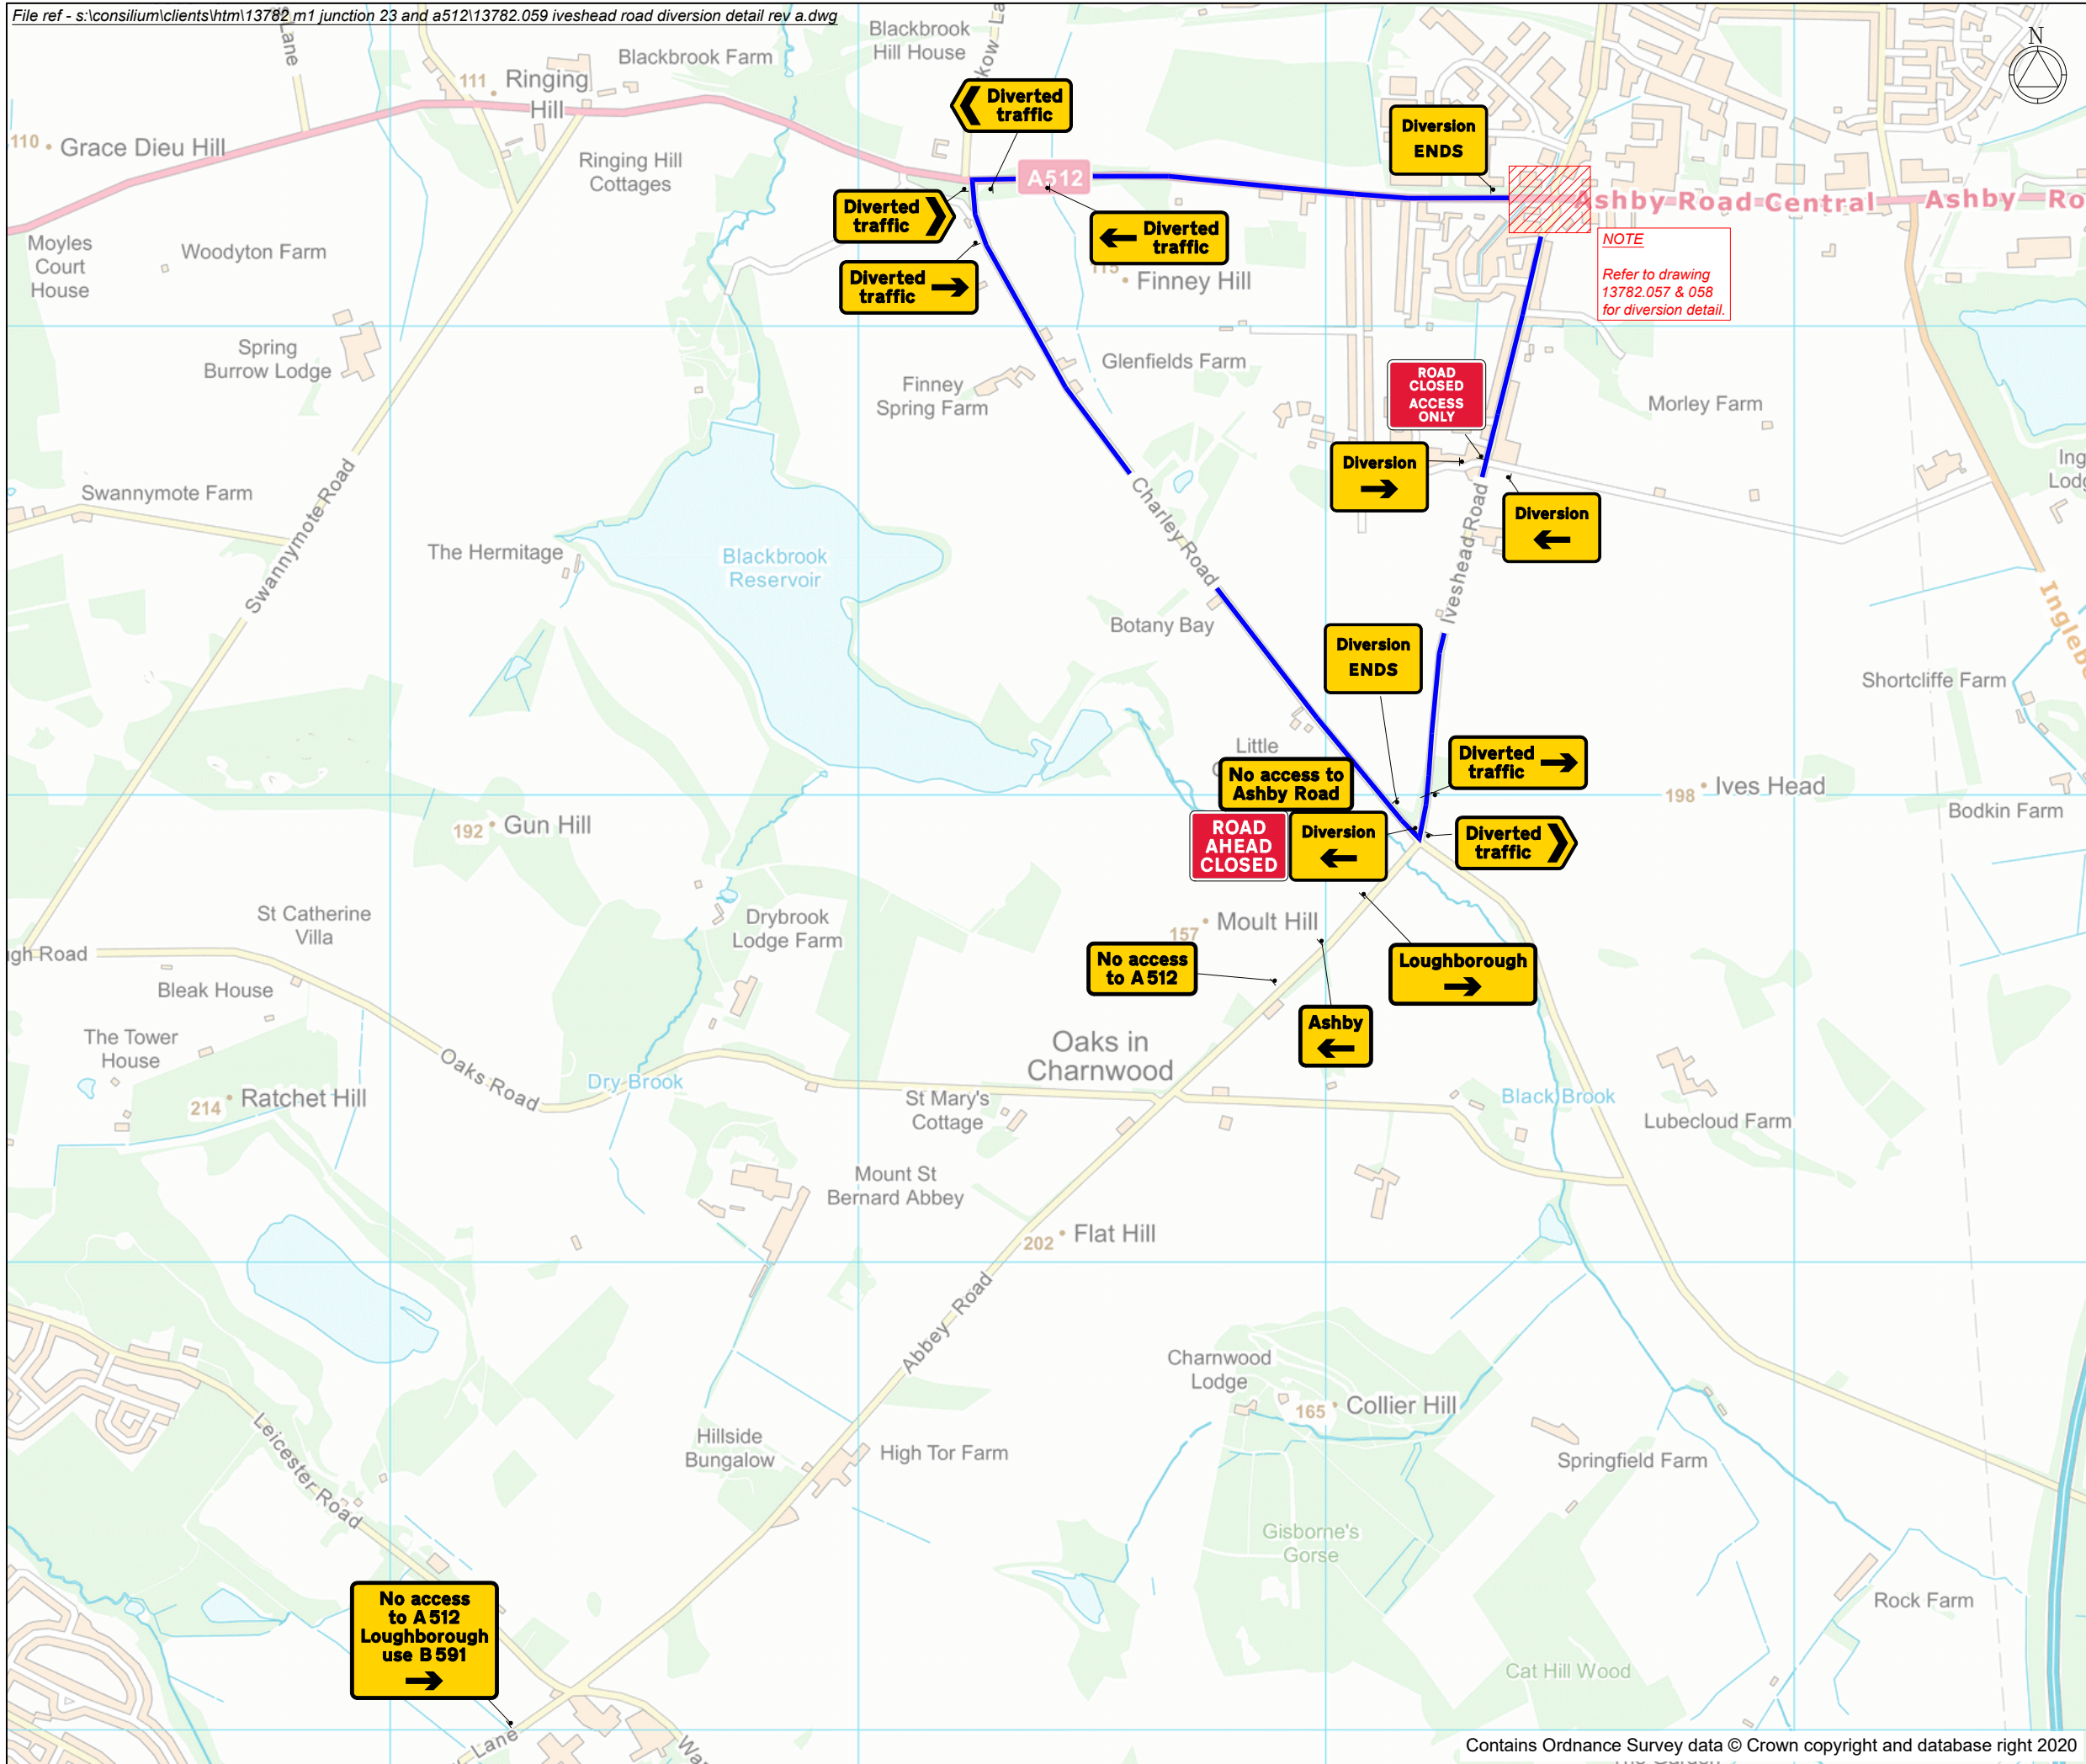 File ref - s:\consilium\clients\htm\13782 m1 junction 23 and a512\13782.059 iveshead road diversion detail rev a.dwg
Lane
Blackbrook
Hill House
N
Blackbrook Farm
111
Ringing
Hill
110
Grace Dieu Hill
Diverted
traffic
Diversion
ENDS
Ringing Hill
Cottages
A512
Ashby Road Central
Ashby Ro
Diverted
traffic
Diverted
traffic
Diverted
traffic
NOTE
Refer to drawing
13782.057 & 058
for diversion detail.
Moyles
Court
House
Woodyton Farm
115
Finney Hill
Spring
Burrow Lodge
Glenfields Farm
Finney
Spring Farm
ROAD
CLOSED
ACCESS
ONLY
Morley Farm
Diversion
Swannymote Farm
Swannymote Road
Charley Road
Iveshead Road
Diversion
The Hermitage
Blackbrook
Reservoir
Botany Bay
Diversion
ENDS
Shortcliffe Farm
Little
No access to
Ashby Road
Diverted
traffic
198
Ives Head
Bodkin Farm
192
Gun Hill
ROAD
AHEAD
CLOSED
Diversion
Diverted
traffic
St Catherine
Villa
Drybrook
Lodge Farm
157
Moult Hill
gh Road
Bleak House
No access
to A512
Loughborough
Ashby
The Tower
House
Oaks Road
Dry Brook
Oaks in
Charnwood
214
Ratchet Hill
St Mary's
Cottage
Black Brook
Lubecloud Farm
Mount St
Bernard Abbey
202
Flat Hill
Abbey Road
Charnwood
Lodge
165
Collier Hill
Leicester Road
Hillside
Bungalow
High Tor Farm
Springfield Farm
Gisborne's
Gorse
Rock Farm
No access
to A512
Loughborough
use B591
Cat Hill Wood
Lane
Contains Ordnance Survey data © Crown copyright and database right 2020